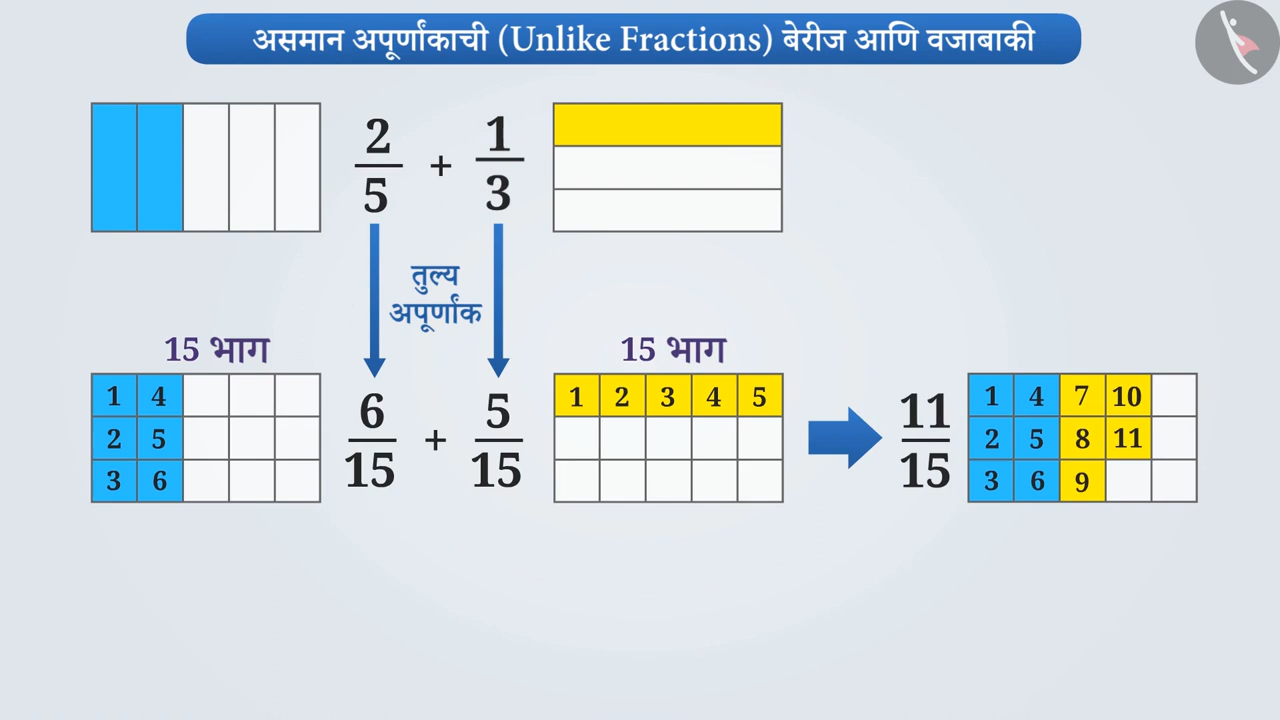 असमान अपूर्णांकाची (Unlike Fractions) बेरीज आणि वजाबाकी
2/5 + 1/3
तुल्य
अपूर्णांक
15 भाग
15 भाग
1 4
2 5
3 6
6/15 + 5/15
1 2 3 4 5
11/15
1 4 7 10
2 5 8 11
3 6 9